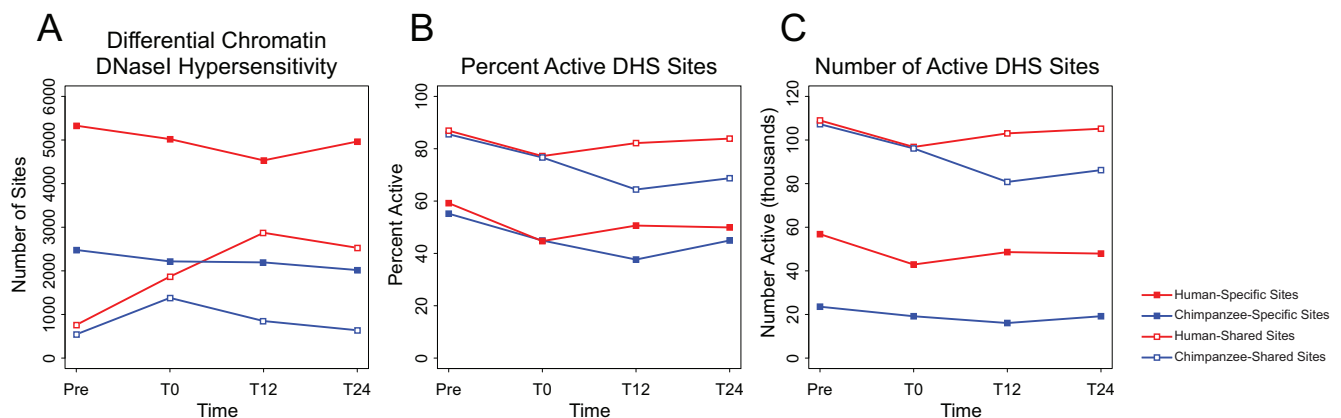 A
Differential Chromatin
DNaseI Hypersensitivity
Number of Sites
6000
5000
4000
3000
2000
1000
0
Pre
T0
T12
T24
Time
B
Percent Active DHS Sites
Percent Active
100
80
60
40
20
0
Pre
T0
T12
T24
Time
C
Number of Active DHS Sites
Number Active (thousands)
120
100
80
60
40
20
0
Pre
T0
T12
T24
Time
Human-Specific Sites
Chimpanzee-Specific Sites
Human-Shared Sites
Chimpanzee-Shared Sites